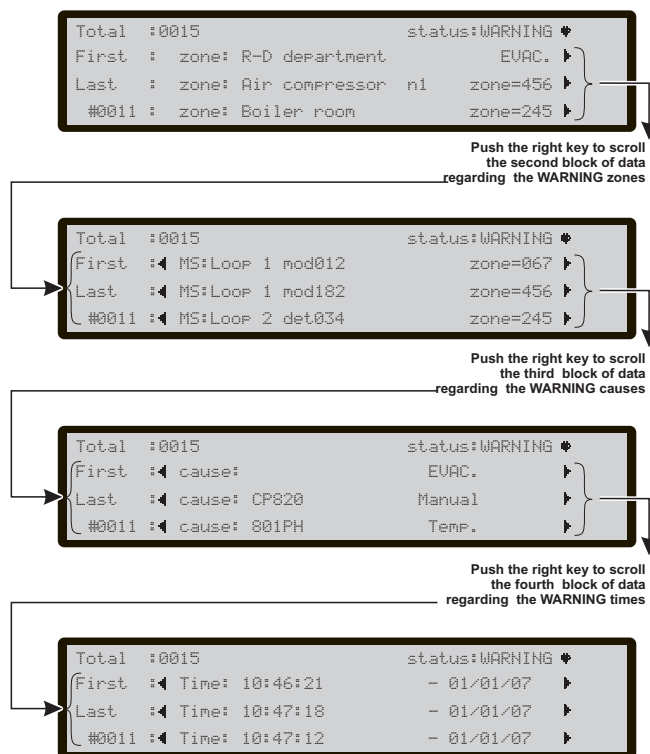 Total :0015 status:WARNING
First : zone: R-D department EVAC.
Last : zone: Air compressor n1 zone=456
#0011 : zone: Boiler room zone=245
Push the right key to scroll
the second block of data
regarding the WARNING zones
Total :0015 status:WARNING
First : MS:Loop 1 mod012 zone=067
Last : MS:Loop 1 mod182 zone=456
#0011 : MS:Loop 2 det034 zone=245
Push the right key to scroll
the third block of data
regarding the WARNING causes
Total :0015 status:WARNING
First : cause: EVAC.
Last : cause: CP820 Manual
#0011 : cause: 801PH Temp.
Push the right key to scroll
the fourth block of data
regarding the WARNING times
Total :0015 status:WARNING
First : Time: 10:46:21 - 01/01/07
Last : Time: 10:47:18 - 01/01/07
#0011 : Time: 10:47:12 - 01/01/07